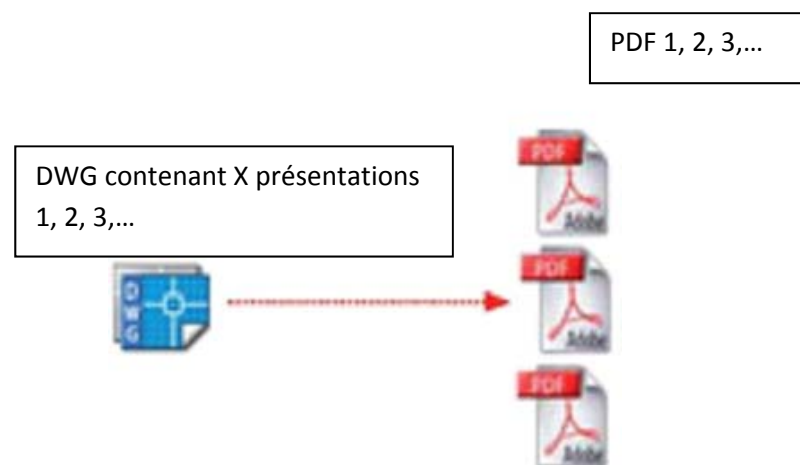 PDF 1, 2, 3,…
DWG contenant X présentations
1, 2, 3,…
PDF
Adobe
DWG
PDF
Adobe
PDF
Adobe